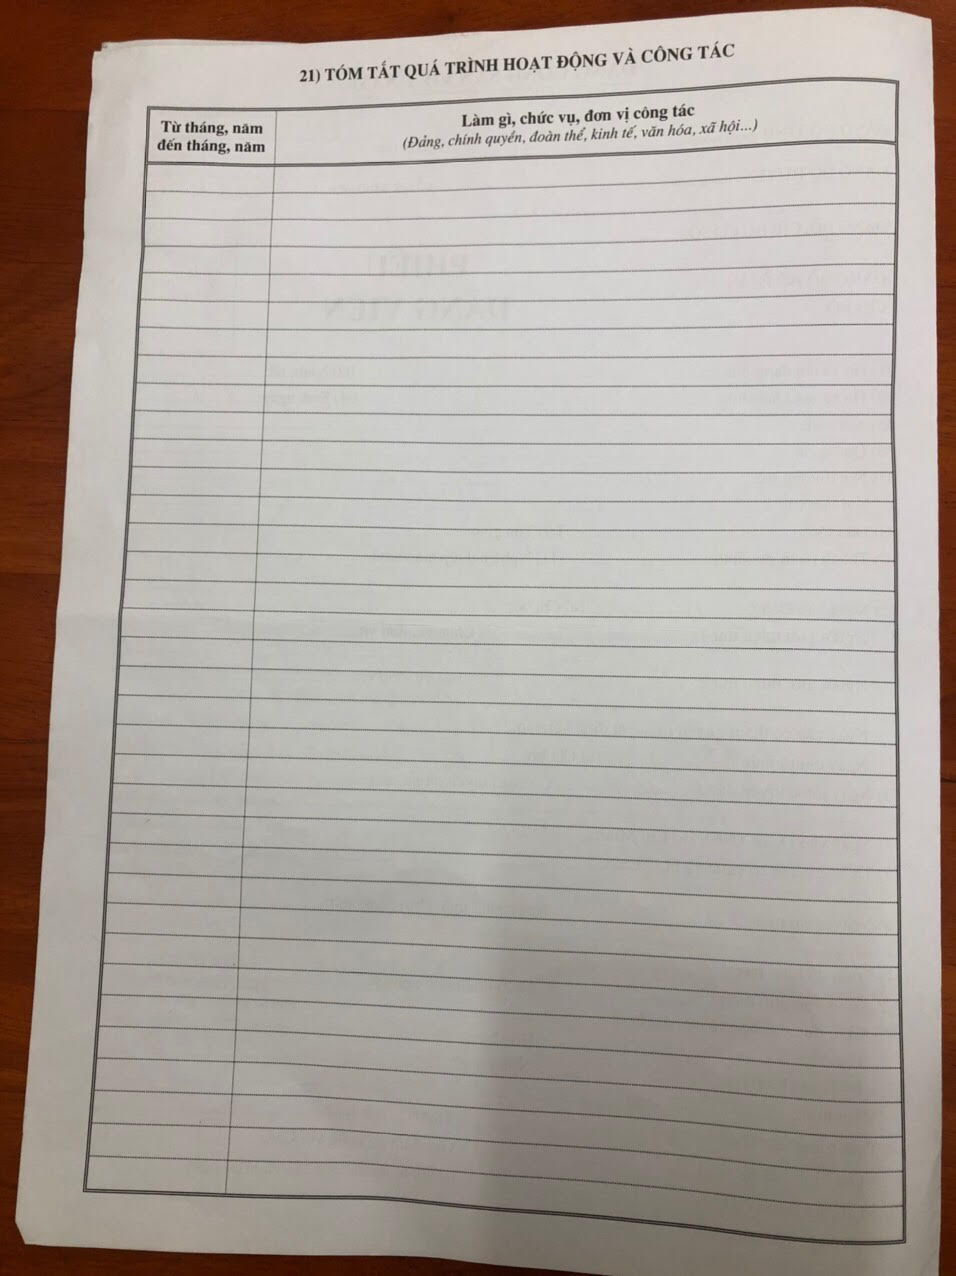 21) TÓM TẮT QUÁ TRÌNH HOẠT ĐỘNG VÀ CÔNG TÁC
Từ tháng, năm
đến tháng, năm
Làm gì, chức vụ, đơn vị công tác
(Đảng, chính quyền, đoàn thể, kinh tế, văn hóa, xã hội...)